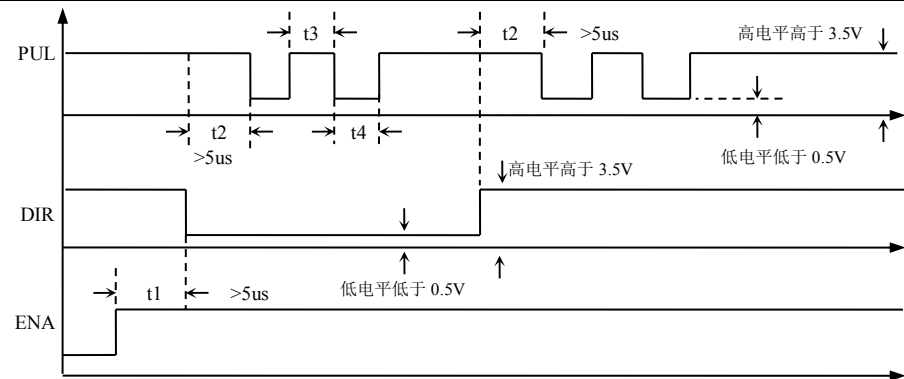 t3
t2
>5us
高电平高于 3.5V
PUL
t2
t4
>5us
低电平低于 0.5V
高电平高于 3.5V
DIR
t1
>5us
低电平低于 0.5V
ENA